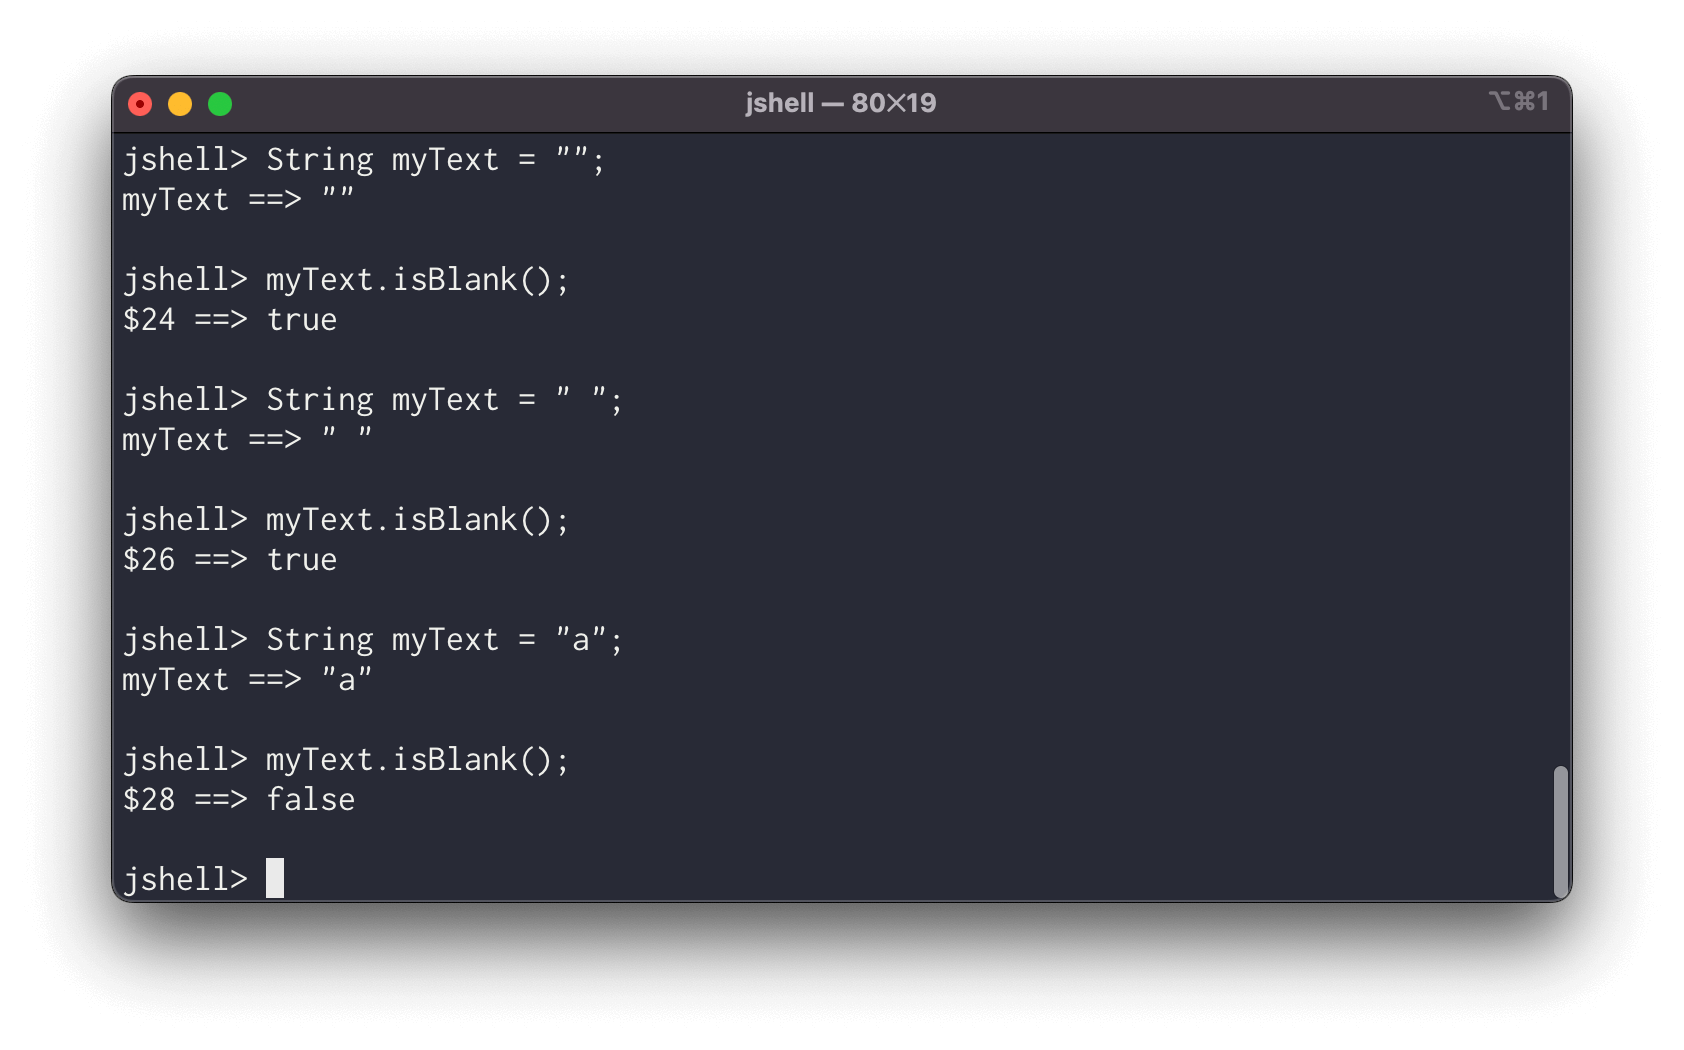 jshell — 80×19
⌥⌘1
jshell> String myText = "";
myText ==> ""
jshell> myText.isBlank();
$24 ==> true
jshell> String myText = " ";
myText ==> " "
jshell> myText.isBlank();
$26 ==> true
jshell> String myText = "a";
myText ==> "a"
jshell> myText.isBlank();
$28 ==> false
jshell>